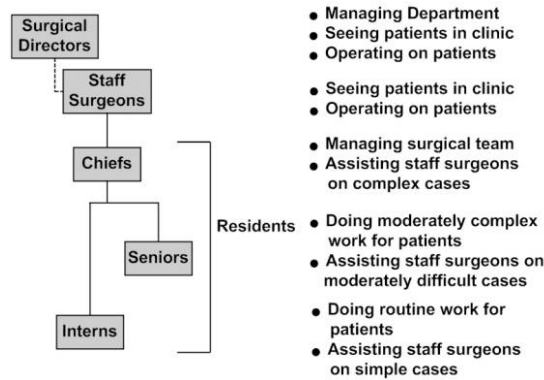 Surgical
Directors
● Managing Department
● Seeing patients in clinic
● Operating on patients
Staff
Surgeons
● Seeing patients in clinic
● Operating on patients
Chiefs
● Managing surgical team
● Assisting staff surgeons
on complex cases
Residents
Seniors
● Doing moderately complex
work for patients
● Assisting staff surgeons on
moderately difficult cases
Interns
● Doing routine work for
patients
● Assisting staff surgeons
on simple cases